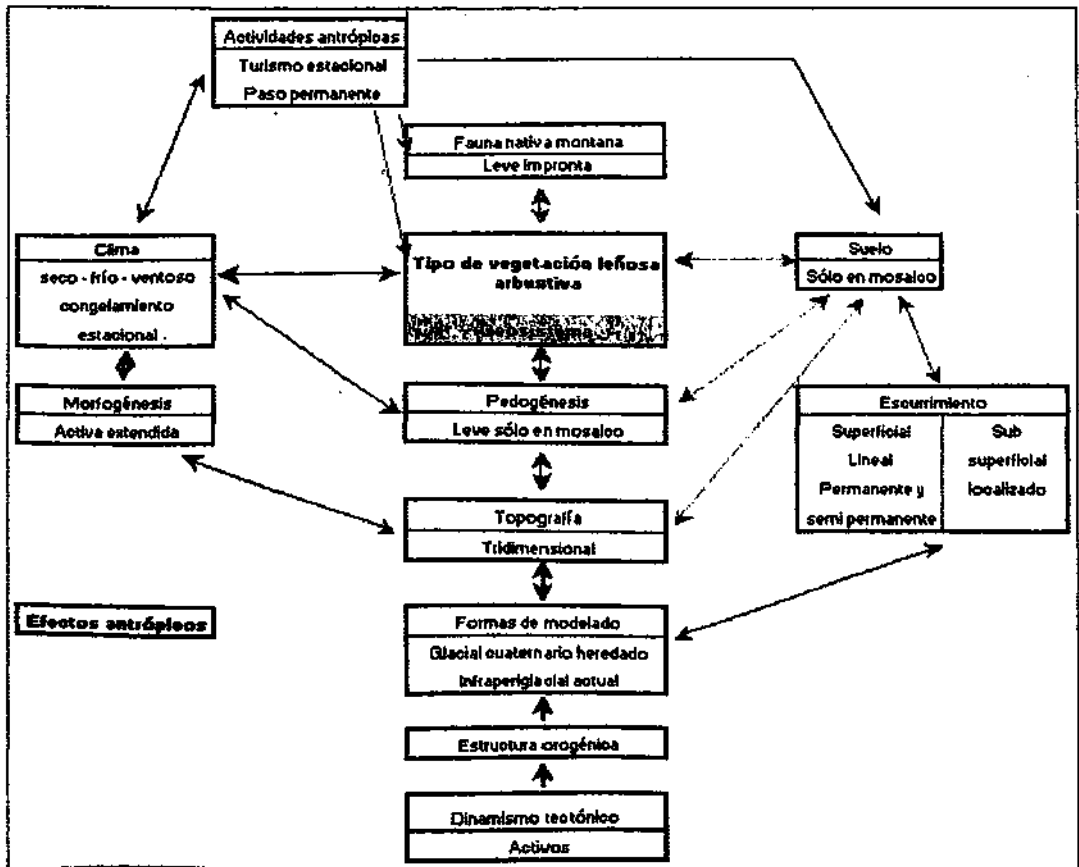 Actividades antrópicas
Turismo estacional
Paso permanente
Fauna nativa montana
Leve impronta
Clima
seco - frío - ventoso
congelamiento
estacional
Tipo de vegetación leñosa
arbustiva
Geosistema
Suelo
Sólo en mosaico
Morfogénesis
Activa extendida
Pedogénesis
Leve sólo en mosaico
Escurrimiento
Superficial
Lineal
Permanente y
semi permanente
Sub
superficial
localizado
Topografía
Tridimensional
Efectos antrópicos
Formas de modelado
Glacial cuaternario heredado
Infraperiglacial actual
Estructura orogénica
Dinamismo tectónico
Activos